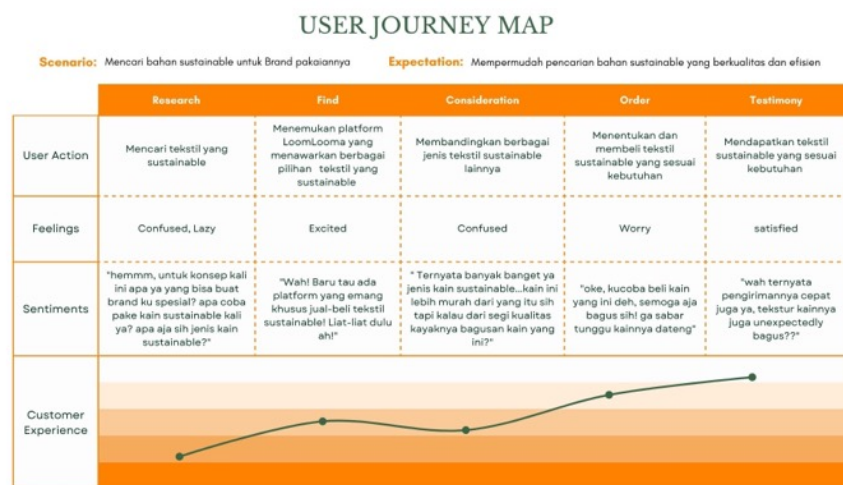 USER JOURNEY MAP
Scenario: Mencari bahan sustainable untuk Brand pakaiannya
Expectation: Mempermudah pencarian bahan sustainable yang berkualitas dan efisien
Research
Find
Consideration
Order
Testimony
User Action
Mencari tekstil yang
sustainable
Menemukan platform
LoomLooma yang
menawarkan berbagai
pilihan tekstil yang
sustainable
Membandingkan berbagai
jenis tekstil sustainable
lainnya
Menentukan dan
membeli tekstil
sustainable yang sesuai
kebutuhan
Mendapatkan tekstil
sustainable yang sesuai
kebutuhan
Feelings
Confused, Lazy
Excited
Confused
Worry
satisfied
Sentiments
"hemmm, untuk konsep kali
ini apa ya yang bisa buat
brand ku spesial? apa coba
pake kain sustainable kali
ya? apa aja sih jenis kain
sustainable?"
"Wah! Baru tau ada
platform yang emang
khusus jual-beli tekstil
sustainable! Liat-liat dulu
ah!"
" Ternyata banyak banget ya
jenis kain sustainable...kain ini
lebih murah dari yang itu sih
tapi kalau dari segi kualitas
kayaknya bagusan kain yang
ini?"
"oke, kucoba beli kain
yang ini deh, semoga aja
bagus sih! ga sabar
tunggu kainnya dateng"
"wah ternyata
pengirimannya cepat
juga ya, tekstur kainnya
juga unexpectedly
bagus??"
Customer
Experience